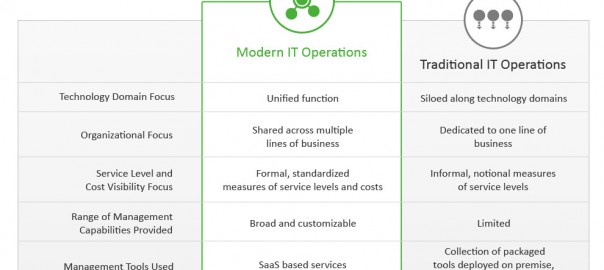 Modern IT Operations
Traditional IT Operations
Technology Domain Focus
Unified function
Siloed along technology domains
Organizational Focus
Shared across multiple
lines of business
Dedicated to one line of
business
Service Level and
Cost Visibility Focus
Formal, standardized
measures of service levels and costs
Informal, notional measures
of service levels
Range of Management
Capabilities Provided
Broad and customizable
Limited
Management Tools Used
SaaS based services
Collection of packaged
tools deployed on premise,